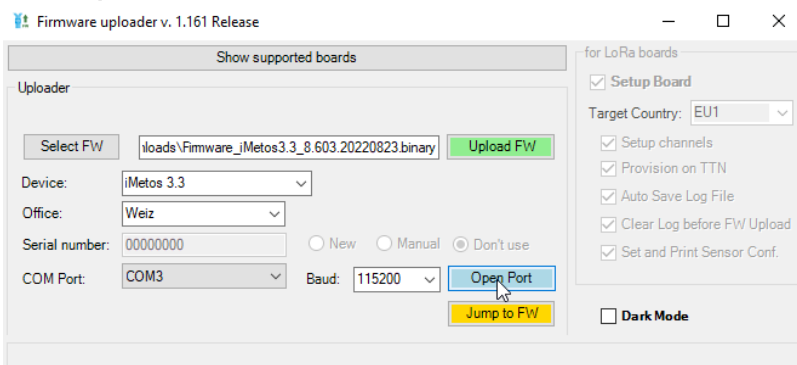 Firmware uploader v. 1.161 Release
Show supported boards
Uploader
Select FW
ıloads\Firmware_iMetos3.3_8.603.20220823.binary
Upload FW
Device:
iMetos 3.3
Office:
Weiz
Serial number:
00000000
New
Manual
Don't use
COM Port:
COM3
Baud:
115200
Open Port
Jump to FW
for LoRa boards
Setup Board
Target Country:
EU1
Setup channels
Provision on TTN
Auto Save Log File
Clear Log before FW Upload
Set and Print Sensor Conf.
Dark Mode